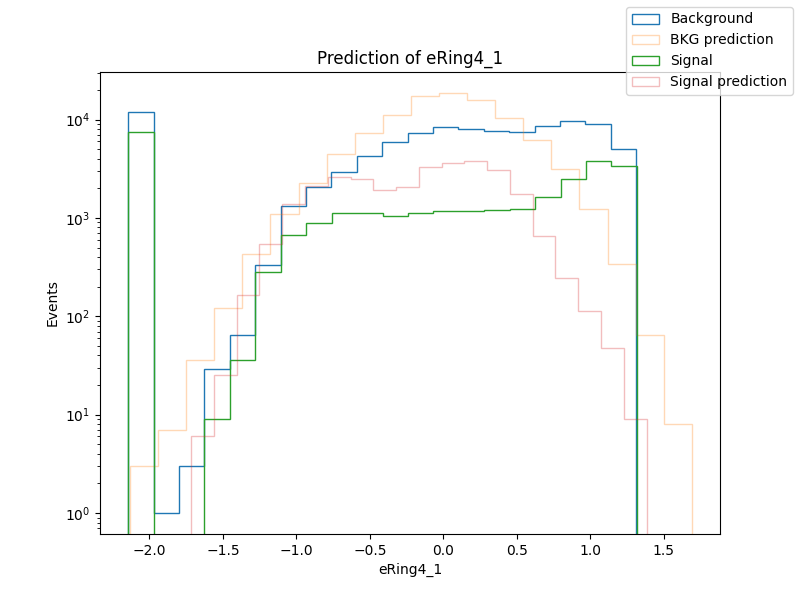 Prediction of eRing4_1
Background
BKG prediction
Signal
Signal prediction
Events
10⁴
10³
10²
10¹
10⁰
−2.0 −1.5 −1.0 −0.5 0.0 0.5 1.0 1.5
eRing4_1